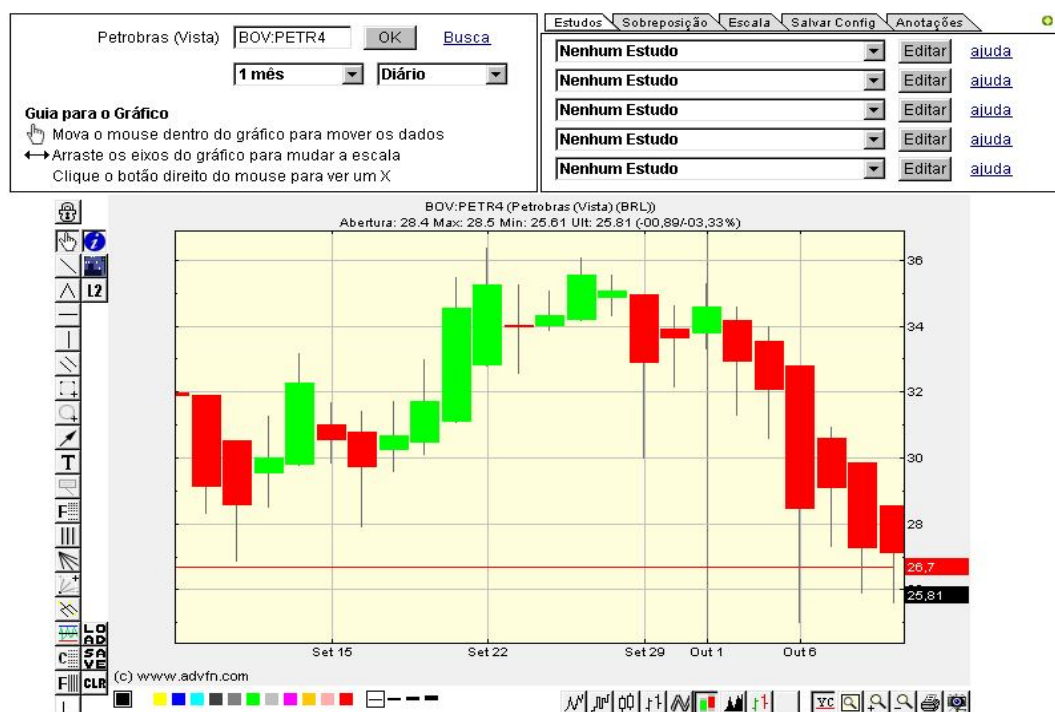 Petrobras (Vista) BOV:PETR4 OK Busca
1 mês Diário
Guia para o Gráfico
Mova o mouse dentro do gráfico para mover os dados
Arraste os eixos do gráfico para mudar a escala
Clique o botão direito do mouse para ver um X
Estudos Sobreposição Escala Salvar Config Anotações
Nenhum Estudo Editar ajuda
Nenhum Estudo Editar ajuda
Nenhum Estudo Editar ajuda
Nenhum Estudo Editar ajuda
Nenhum Estudo Editar ajuda
BOV:PETR4 (Petrobras (Vista) (BRL))
Abertura: 28.4 Max: 28.5 Min: 25.61 Ult: 25.81 (-00,89/-03,33%)
L2
T
F
C
F
L
LOAD
SAVE
CLR
36
34
32
30
28
26,7
25,81
Set 15 Set 22 Set 29 Out 1 Out 6
(c) www.advfn.com
YC